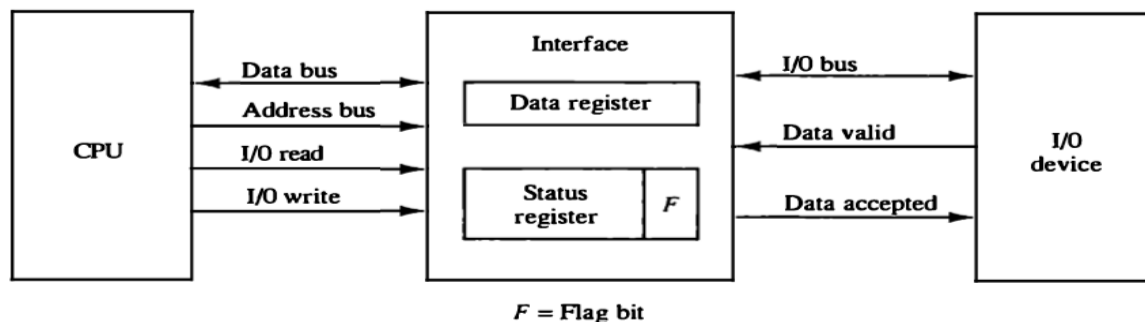 CPU
Data bus
Address bus
I/O read
I/O write
Interface
Data register
Status
register
F
I/O bus
Data valid
Data accepted
I/O
device
F = Flag bit